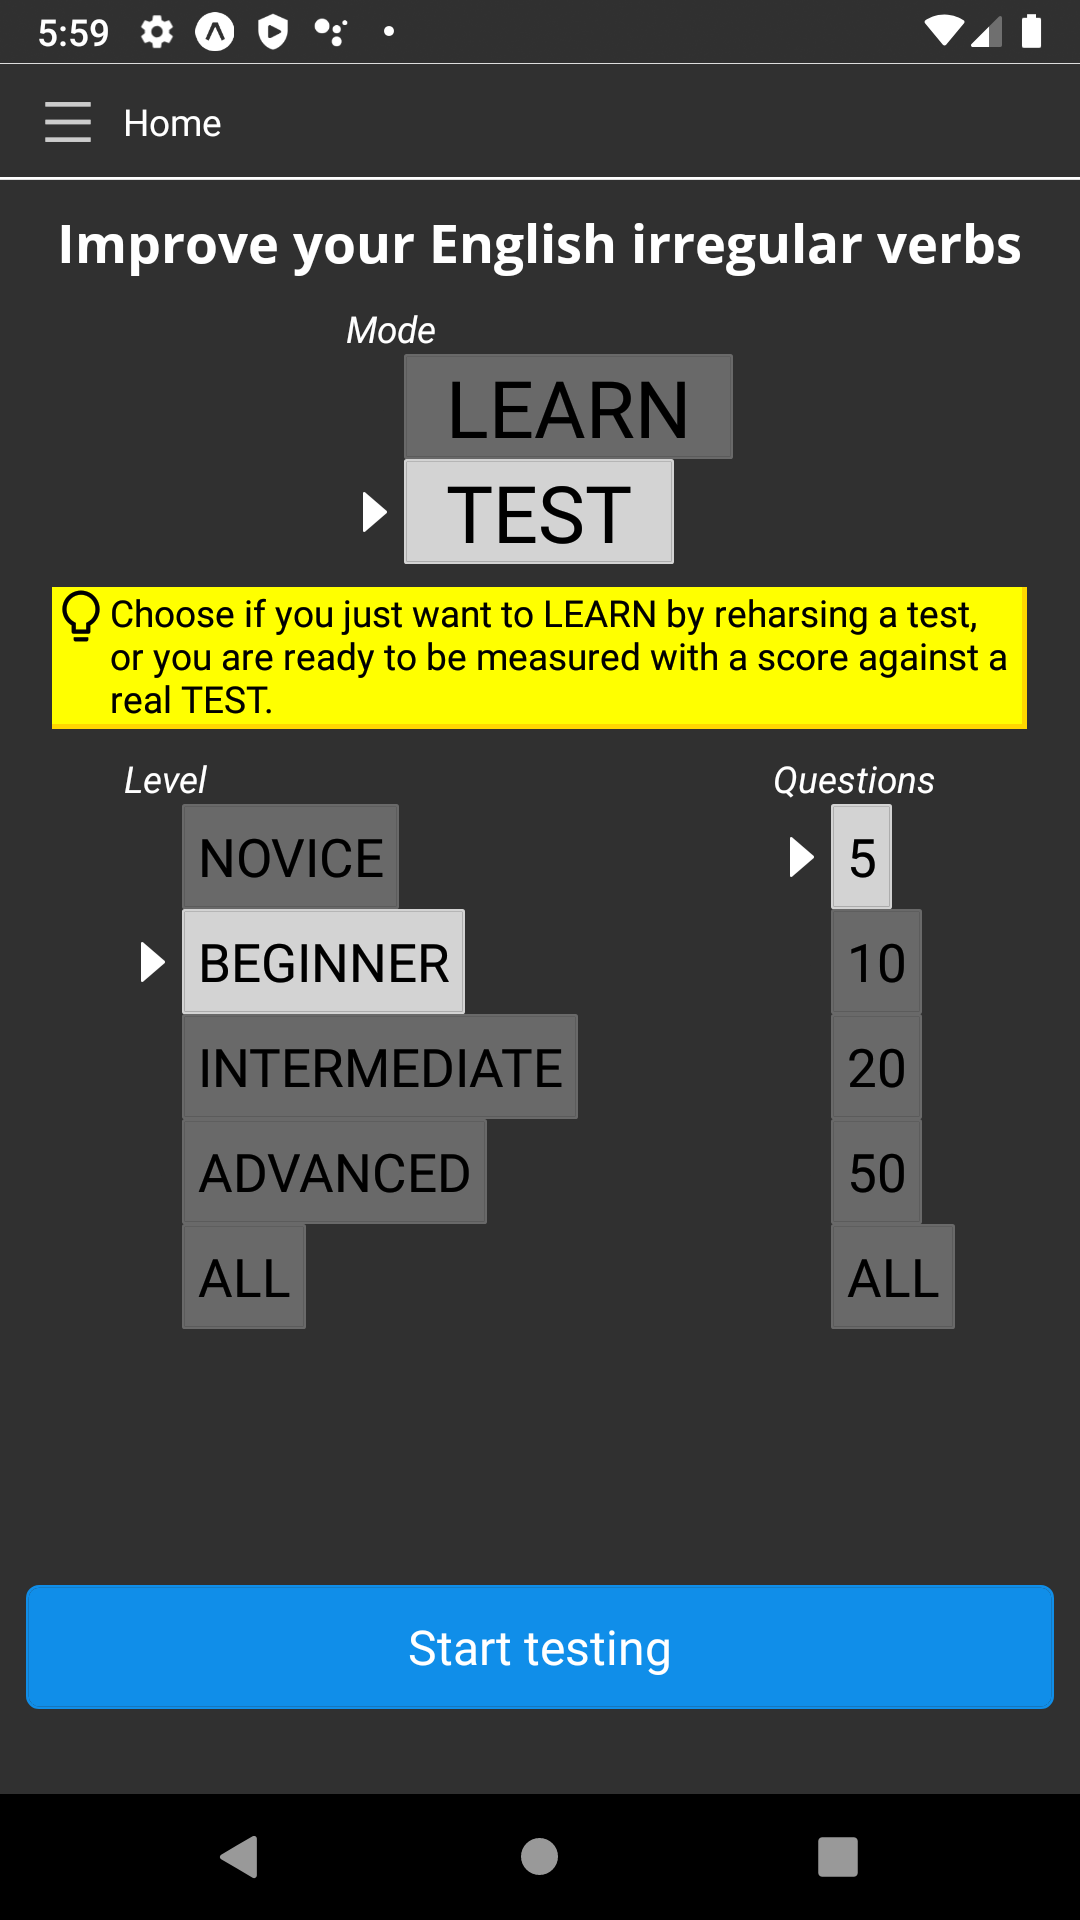 5:59
Home
Improve your English irregular verbs
Mode
LEARN
TEST
Choose if you just want to LEARN by reharsing a test,
or you are ready to be measured with a score against a
real TEST.
Level
NOVICE
BEGINNER
INTERMEDIATE
ADVANCED
ALL
Questions
5
10
20
50
ALL
Start testing